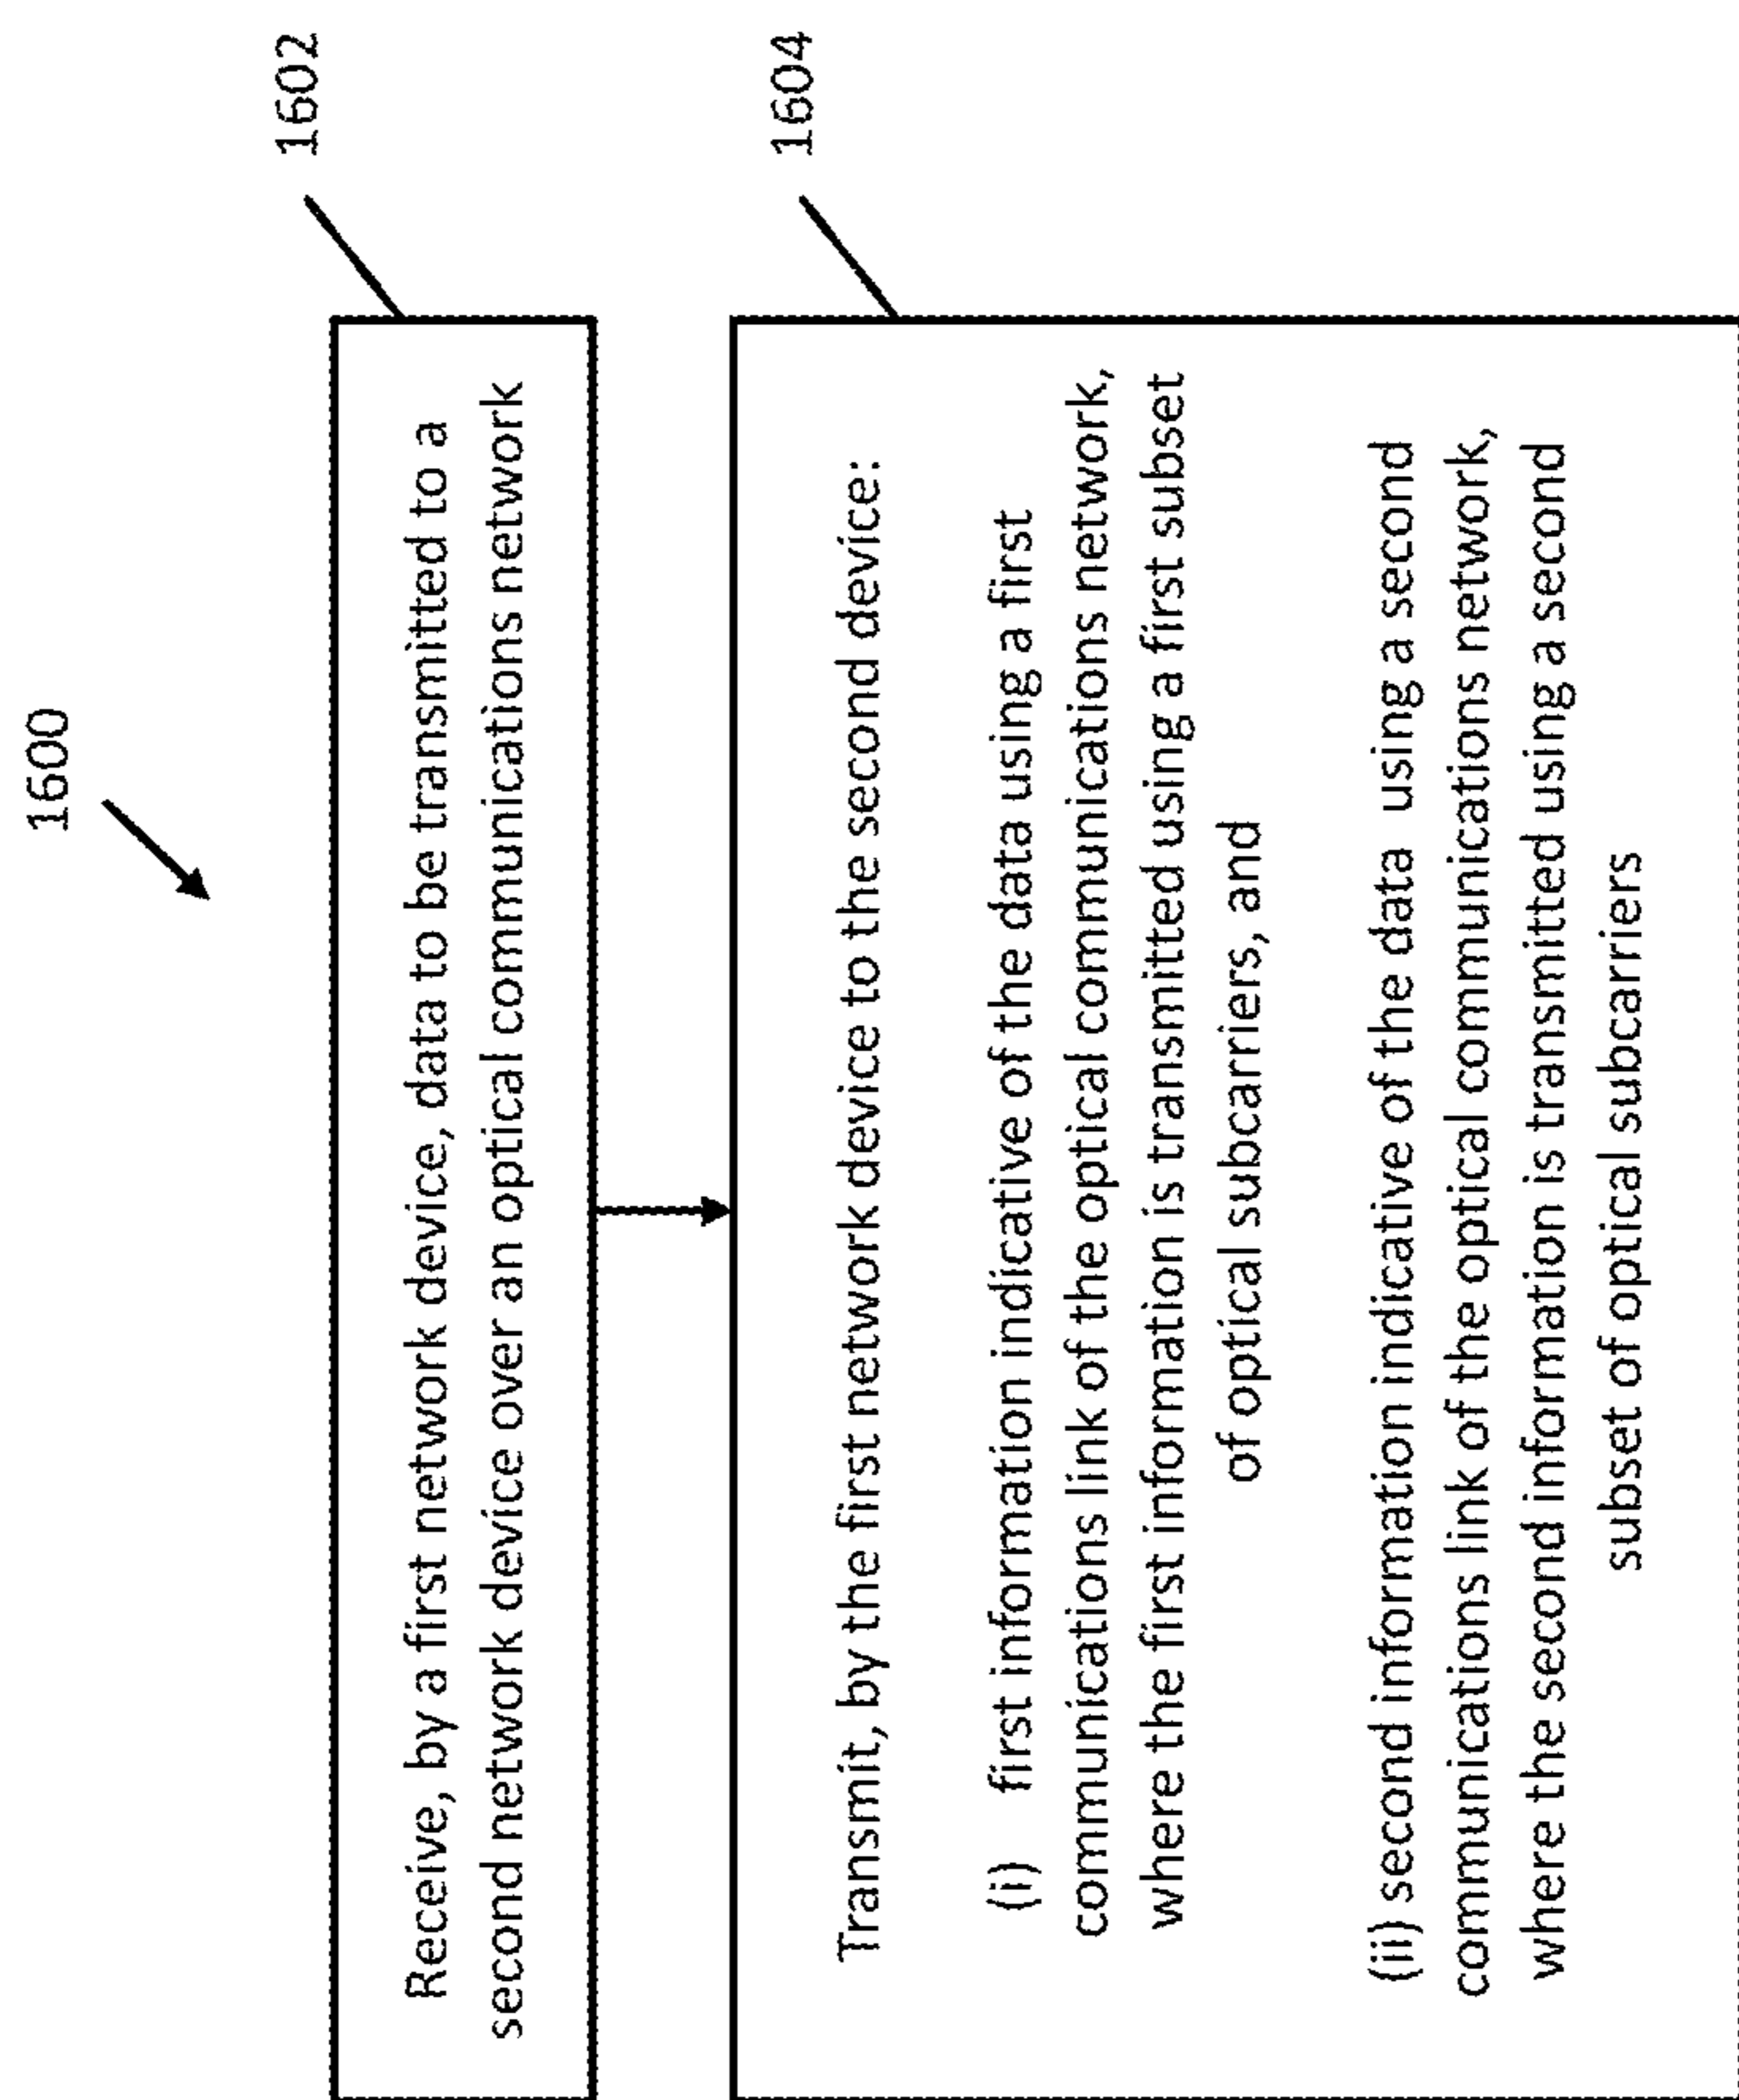 1600
1602
Receive, by a first network device, data to be transmitted to a
second network device over an optical communications network
1604
Transmit, by the first network device to the second device:
(i) first information indicative of the data using a first
communications link of the optical communications network,
where the first information is transmitted using a first subset
of optical subcarriers, and
(ii) second information indicative of the data using a second
communications link of the optical communications network,
where the second information is transmitted using a second
subset of optical subcarriers